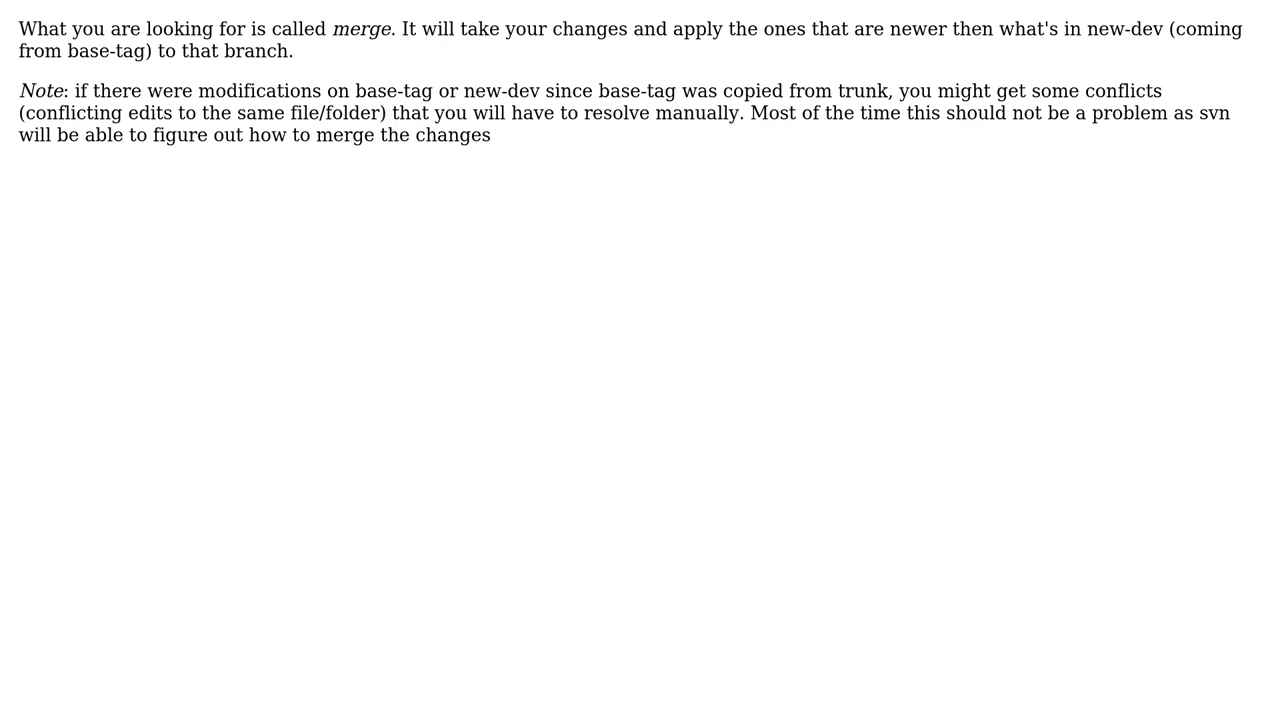 What you are looking for is called merge. It will take your changes and apply the ones that are newer then what's in new-dev (coming
from base-tag) to that branch.
Note: if there were modifications on base-tag or new-dev since base-tag was copied from trunk, you might get some conflicts
(conflicting edits to the same file/folder) that you will have to resolve manually. Most of the time this should not be a problem as svn
will be able to figure out how to merge the changes